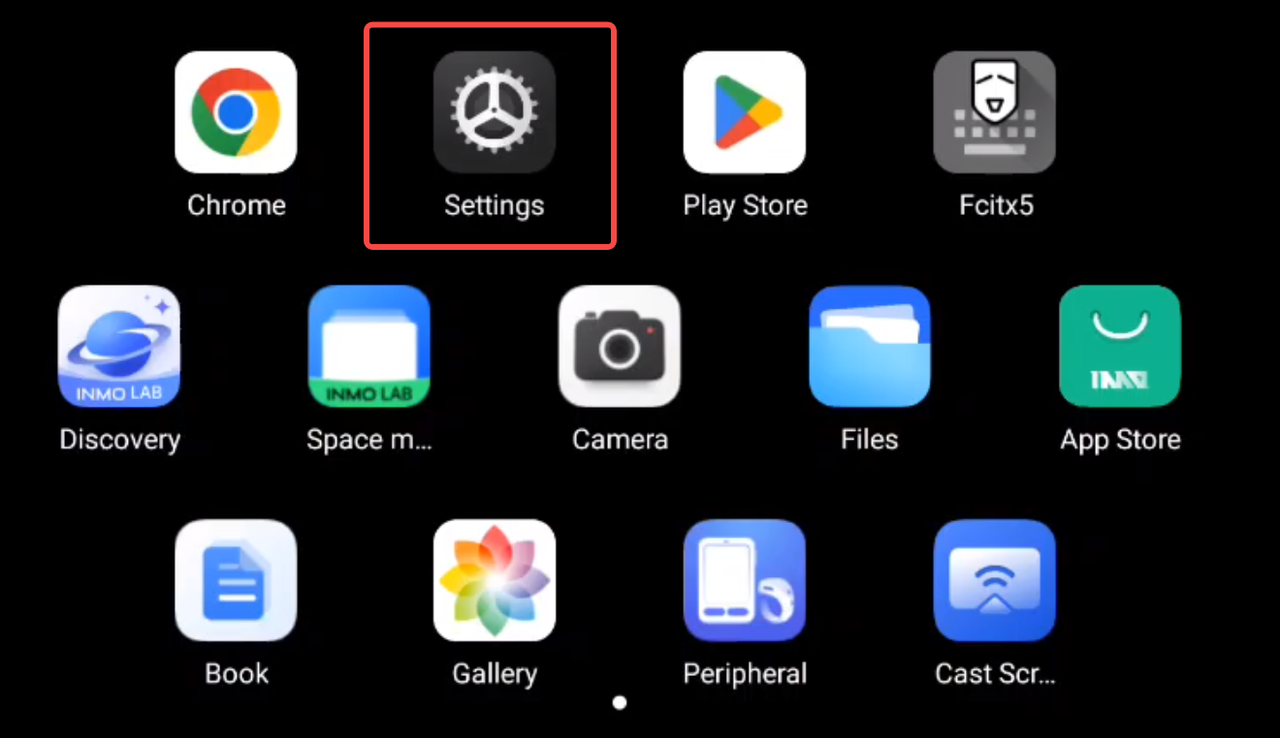 Chrome
Settings
Play Store
Fcitx5
INMO LAB
INMO LAB
INMO
Discovery
Space m...
Camera
Files
App Store
Book
Gallery
Peripheral
Cast Scr...